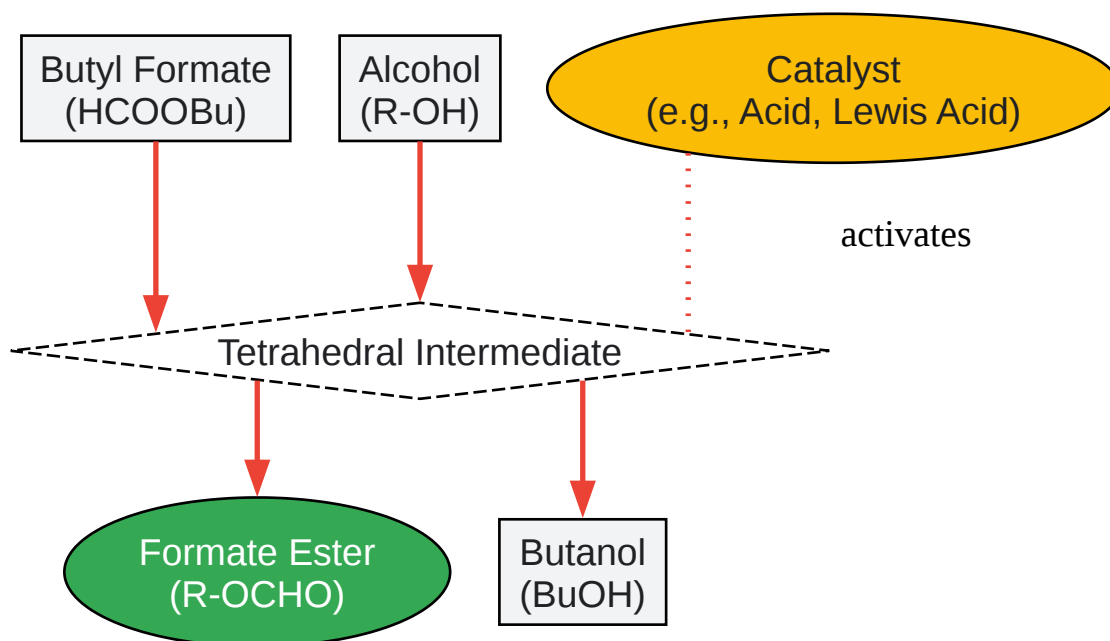 Butyl Formate
(HCOOBu)
Alcohol
(R-OH)
Catalyst
(e.g., Acid, Lewis Acid)
activates
Tetrahedral Intermediate
Formate Ester
(R-OCHO)
Butanol
(BuOH)